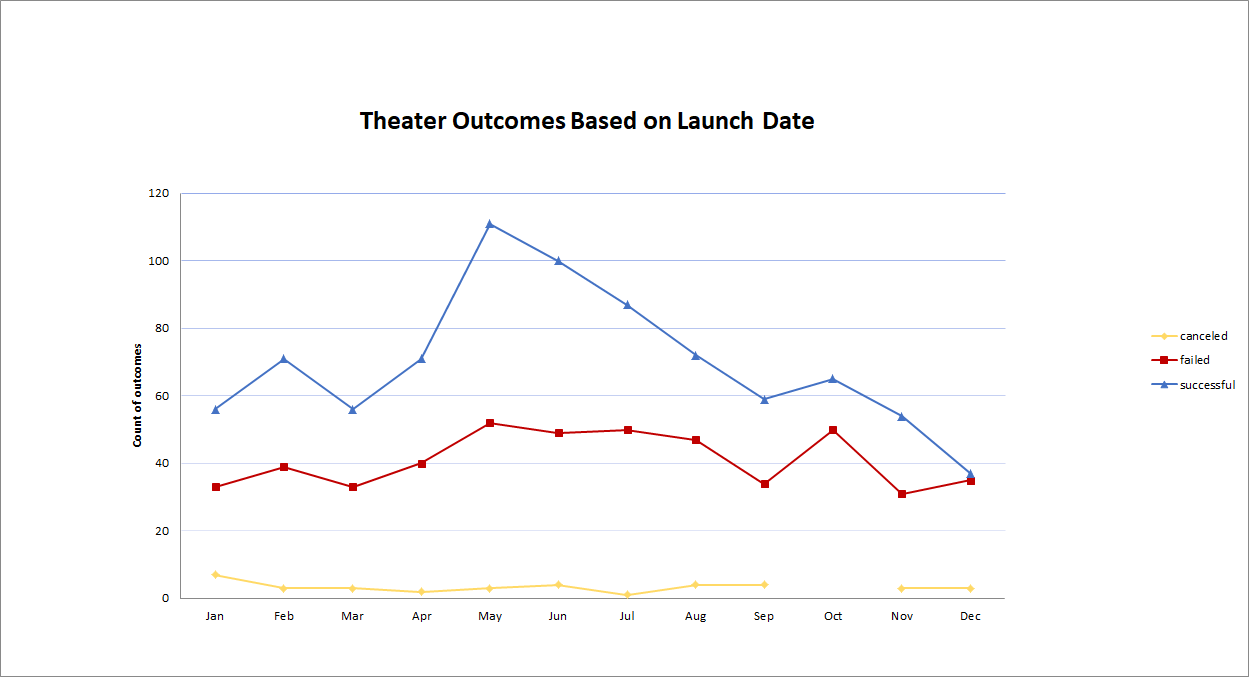 Theater Outcomes Based on Launch Date
120
100
80
60
40
20
0
Count of outcomes
Jan Feb Mar Apr May Jun Jul Aug Sep Oct Nov Dec
canceled
failed
successful